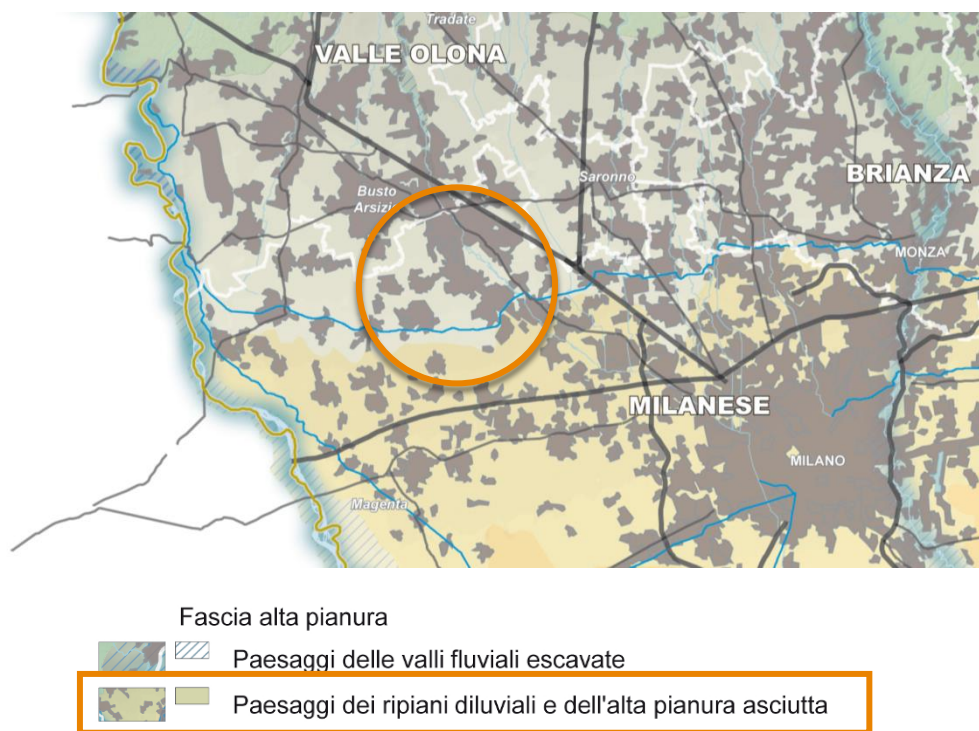 Tradate
VALLE OLONA
BRIANZA
Saronno
Busto
Arsizio
MONZA
MILANESE
MILANO
Magenta
Fascia alta pianura
Paesaggi delle valli fluviali escavate
Paesaggi dei ripiani diluviali e dell'alta pianura asciutta